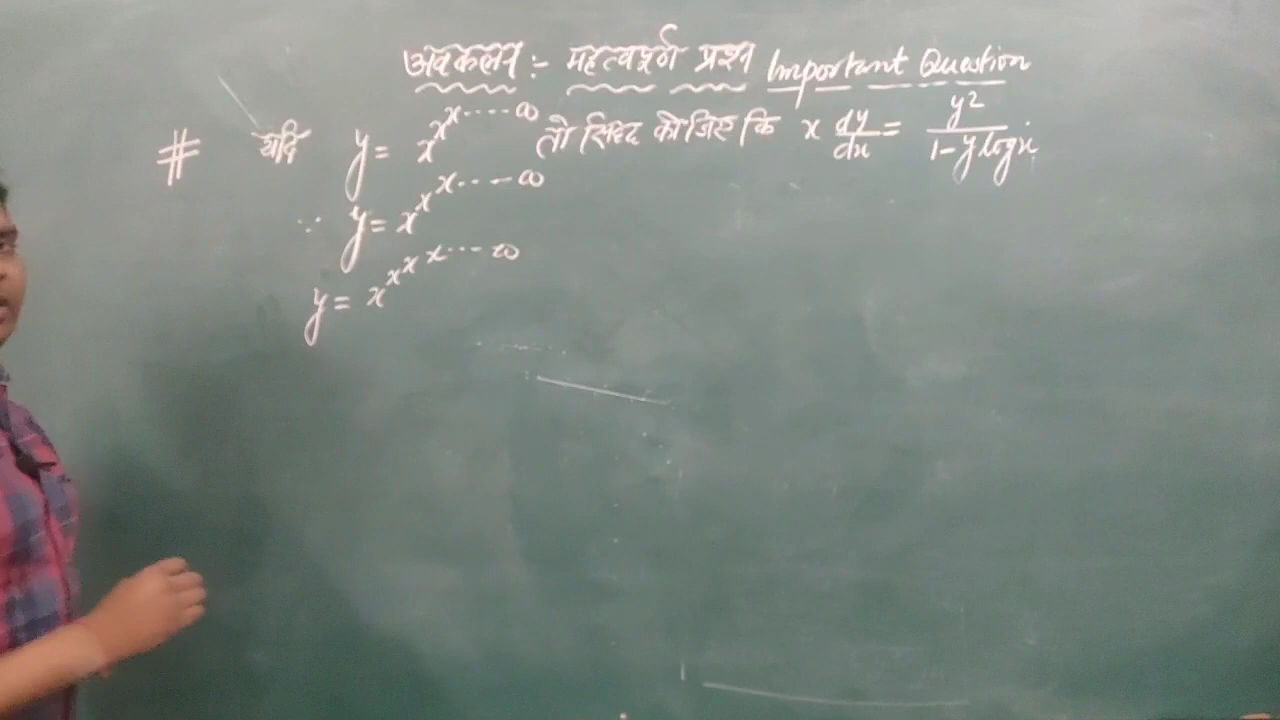 अवकलन :- महत्वपूर्ण प्रश्न Important Question
# यदि y = x^x^x....∞ तो सिद्ध कीजिए कि x dy/dx = y²/(1-y log x)
∵ y = x^x^x....∞
y = x^x^x^x....∞